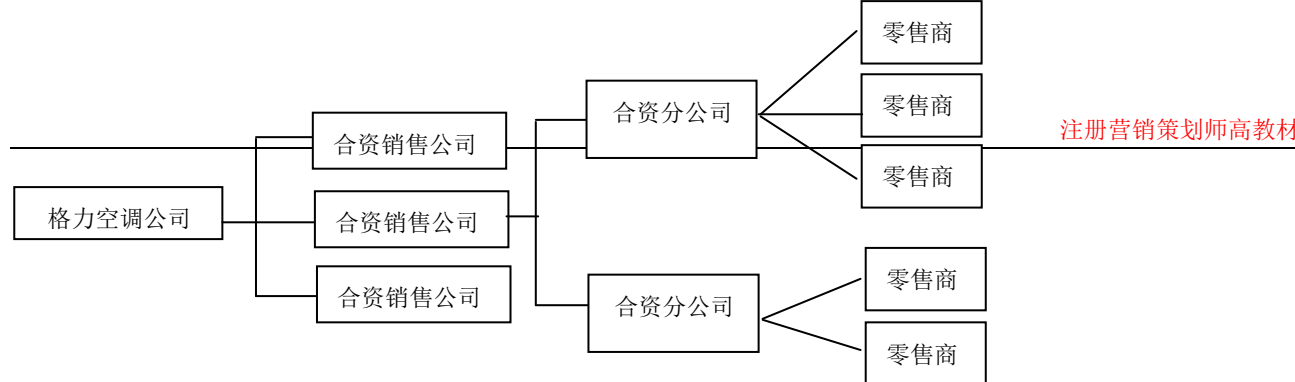 零售商
合资分公司
零售商
注册营销策划师高教材
合资销售公司
零售商
格力空调公司
合资销售公司
合资销售公司
零售商
合资分公司
零售商